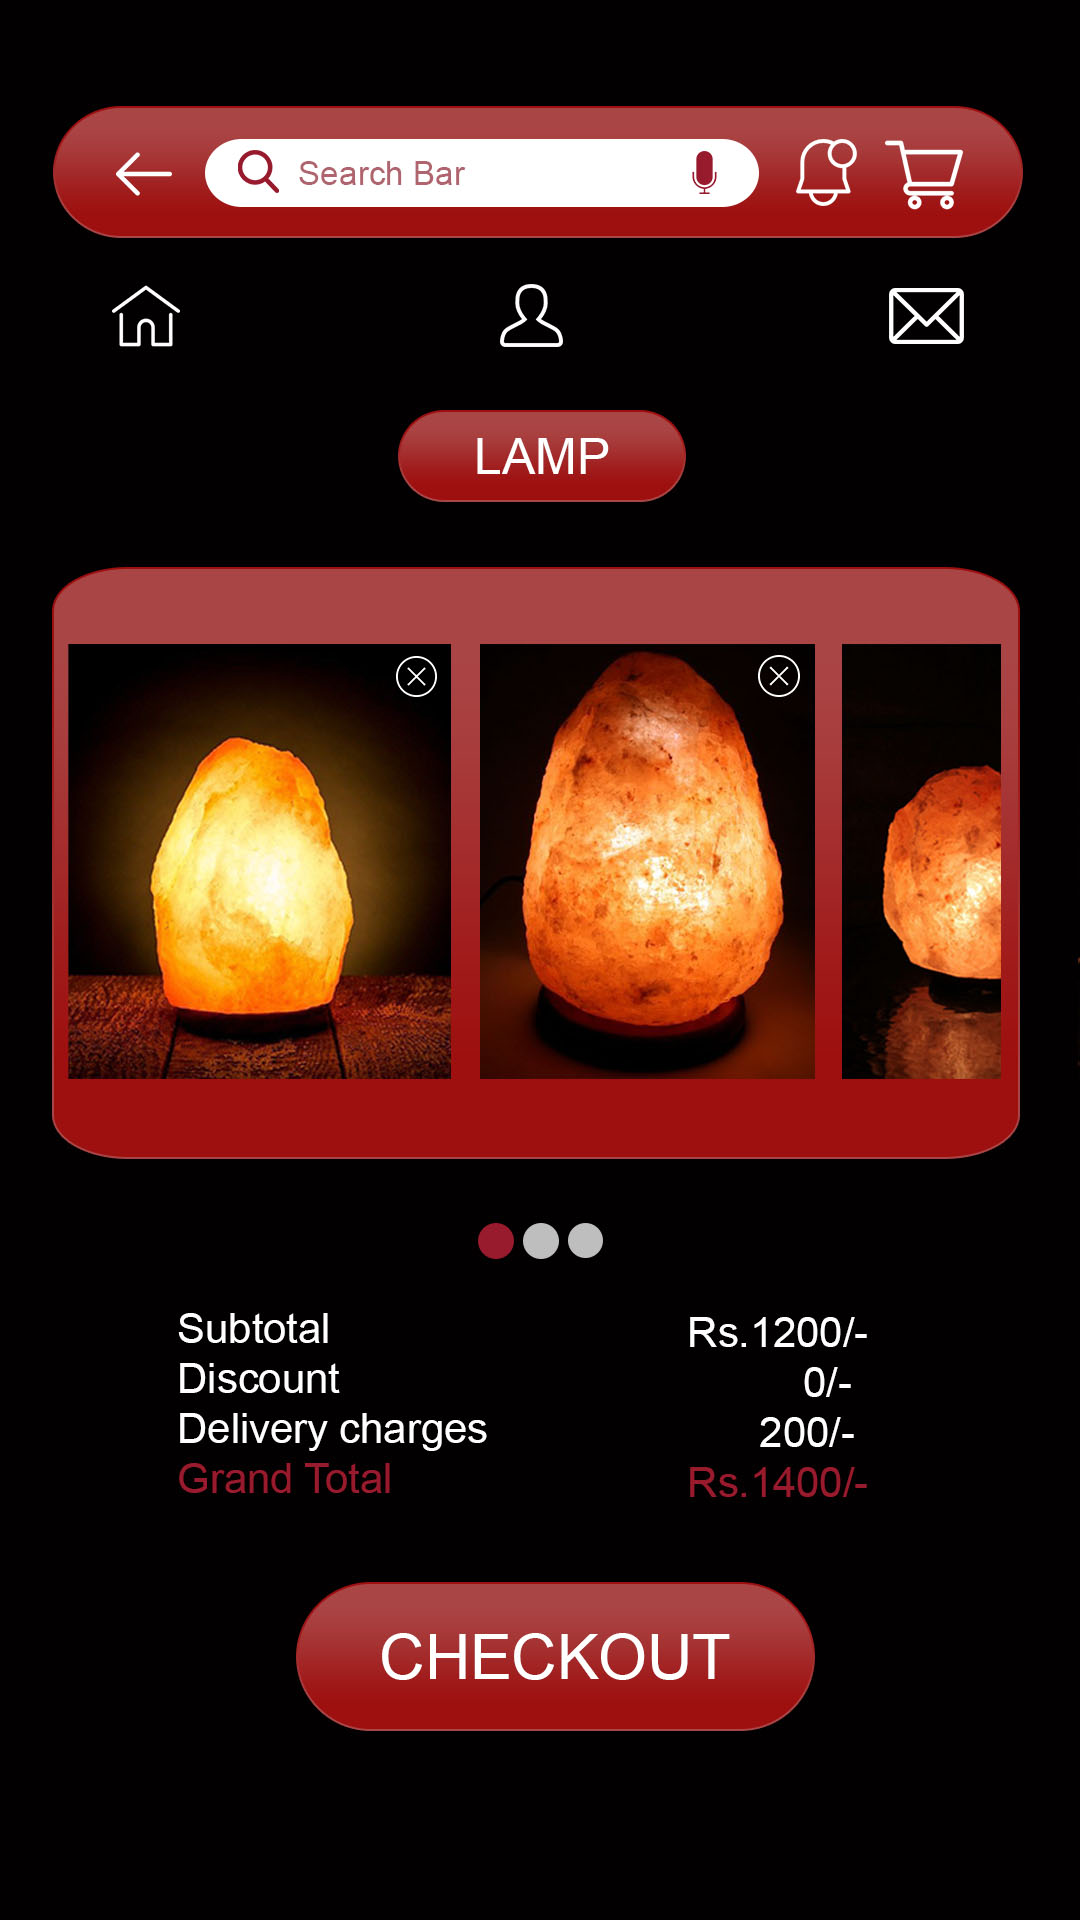 Search Bar
LAMP
Subtotal Rs.1200/-
Discount 0/-
Delivery charges 200/-
Grand Total Rs.1400/-
CHECKOUT